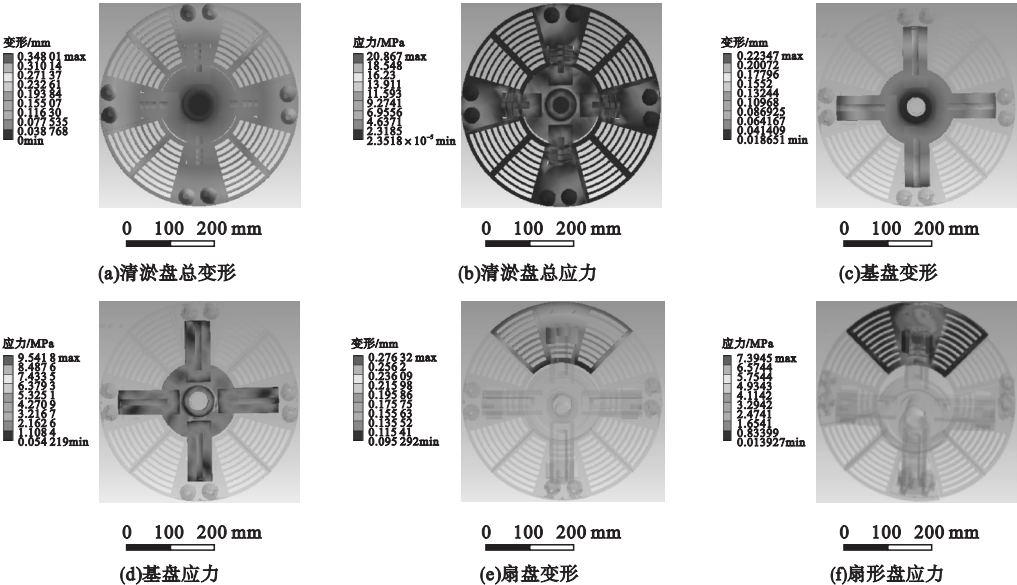 变形/mm
0.348 01 max
0.310 14
0.271 37
0.232 61
0.193 84
0.155 07
0.116 30
0.077 535
0.038 768
0min
0 100 200 mm
(a)清淤盘总变形
应力/MPa
20.867 max
18.548
16.23
13.911
11.593
9.2741
6.9556
4.6371
2.3185
2.3518×10⁻⁵ min
0 100 200 mm
(b)清淤盘总应力
变形/mm
0.22347 max
0.20072
0.17796
0.1552
0.13244
0.10968
0.086925
0.064167
0.041409
0.018651 min
0 100 200 mm
(c)基盘变形
应力/MPa
9.541 8 max
8.487 6
7.433 5
6.379 3
5.325 1
4.270 9
3.216 7
2.162 6
1.108 4
0.054 219min
0 100 200 mm
(d)基盘应力
变形/mm
0.276 32 max
0.256 2
0.236 09
0.215 98
0.195 86
0.175 75
0.155 63
0.135 52
0.115 41
0.095 292min
0 100 200 mm
(e)扇盘变形
应力/MPa
7.3945 max
6.5744
5.7544
4.9343
4.1142
3.2942
2.4741
1.6541
0.83399
0.013927min
0 100 200 mm
(f)扇形盘应力